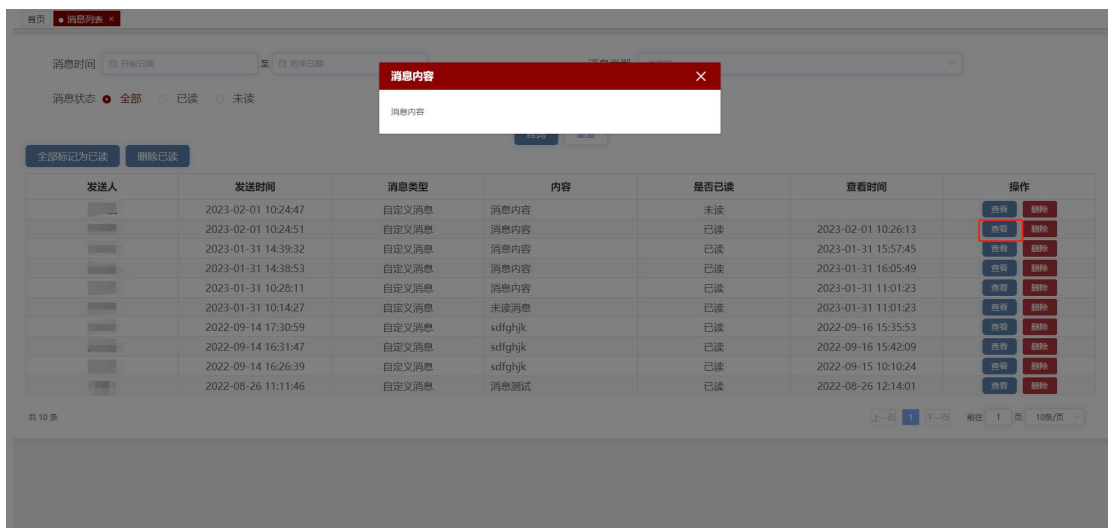 首页 消息列表 ×
消息时间 开始日期 至 结束日期
消息内容
消息状态 全部 已读 未读
消息内容
全部标记为已读 删除已读
发送人 发送时间 消息类型 内容 是否已读 查看时间 操作
2023-02-01 10:24:47 自定义消息 消息内容 未读 查看 删除
2023-02-01 10:24:51 自定义消息 消息内容 已读 2023-02-01 10:26:13 查看 删除
2023-01-31 14:39:32 自定义消息 消息内容 已读 2023-01-31 15:57:45 查看 删除
2023-01-31 14:38:53 自定义消息 消息内容 已读 2023-01-31 16:05:49 查看 删除
2023-01-31 10:28:11 自定义消息 消息内容 已读 2023-01-31 11:01:23 查看 删除
2023-01-31 10:14:27 自定义消息 未读消息 已读 2023-01-31 11:01:23 查看 删除
2022-09-14 17:30:59 自定义消息 sdfghjk 已读 2022-09-16 15:35:53 查看 删除
2022-09-14 16:31:47 自定义消息 sdfghjk 已读 2022-09-16 15:42:09 查看 删除
2022-09-14 16:26:39 自定义消息 sdfghjk 已读 2022-09-15 10:10:24 查看 删除
2022-08-26 11:11:46 自定义消息 消息测试 已读 2022-08-26 12:14:01 查看 删除
共 10 条 上一页 1 下一页 前往 1 页 10条/页